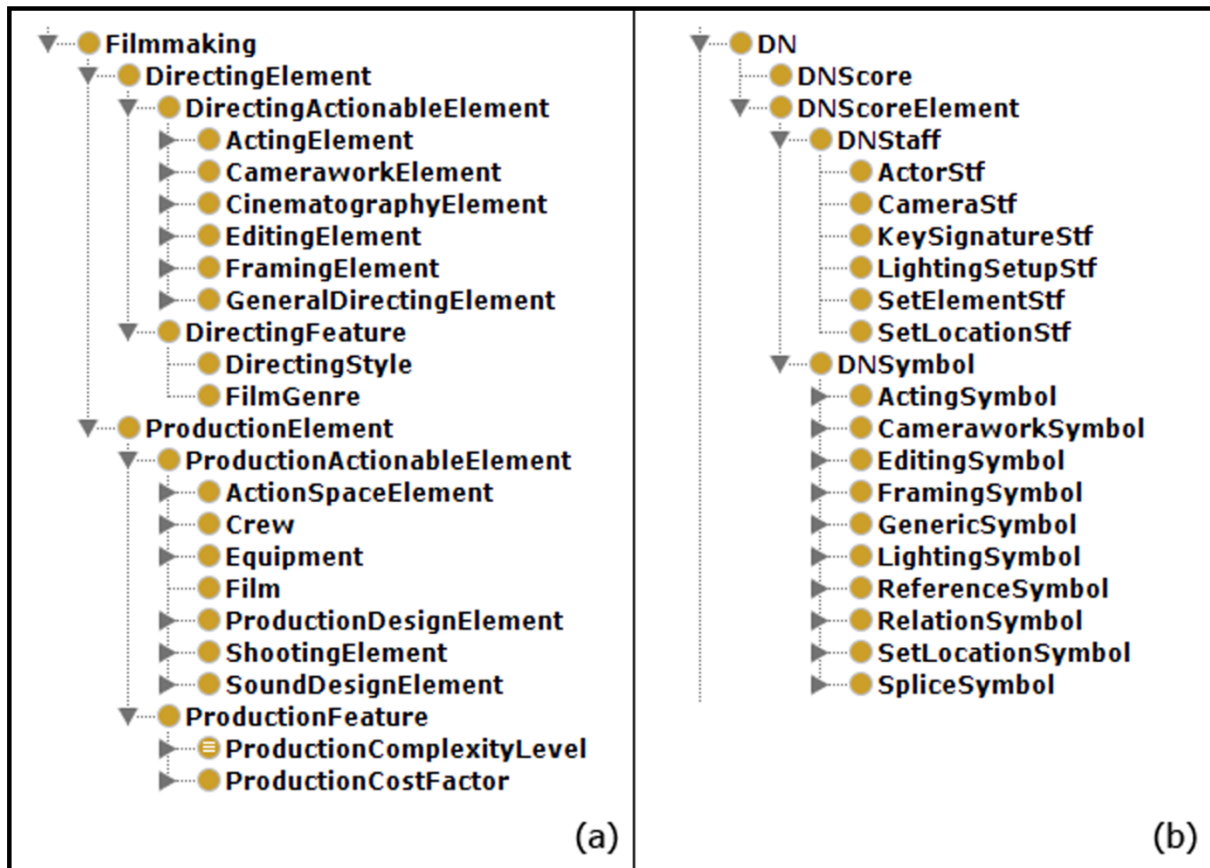 Filmmaking
DirectingElement
DirectingActionableElement
ActingElement
CameraworkElement
CinematographyElement
EditingElement
FramingElement
GeneralDirectingElement
DirectingFeature
DirectingStyle
FilmGenre
ProductionElement
ProductionActionableElement
ActionSpaceElement
Crew
Equipment
Film
ProductionDesignElement
ShootingElement
SoundDesignElement
ProductionFeature
ProductionComplexityLevel
ProductionCostFactor
(a)
DN
DNScore
DNScoreElement
DNStaff
ActorStf
CameraStf
KeySignatureStf
LightingSetupStf
SetElementStf
SetLocationStf
DNSymbol
ActingSymbol
CameraworkSymbol
EditingSymbol
FramingSymbol
GenericSymbol
LightingSymbol
ReferenceSymbol
RelationSymbol
SetLocationSymbol
SpliceSymbol
(b)